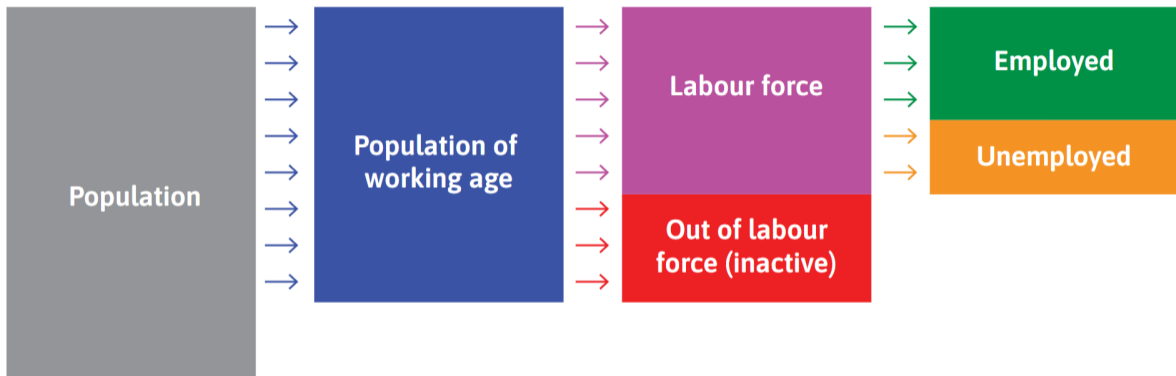 Population
Population of
working age
Labour force
Out of labour
force (inactive)
Employed
Unemployed